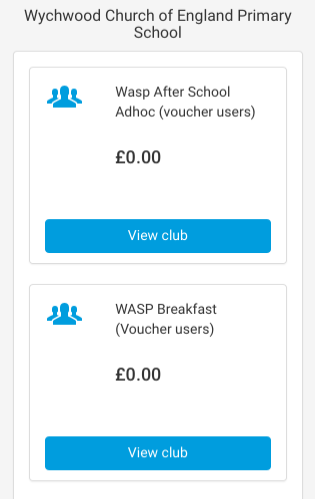 Wychwood Church of England Primary
School
Wasp After School
Adhoc (voucher users)
£0.00
View club
WASP Breakfast
(Voucher users)
£0.00
View club